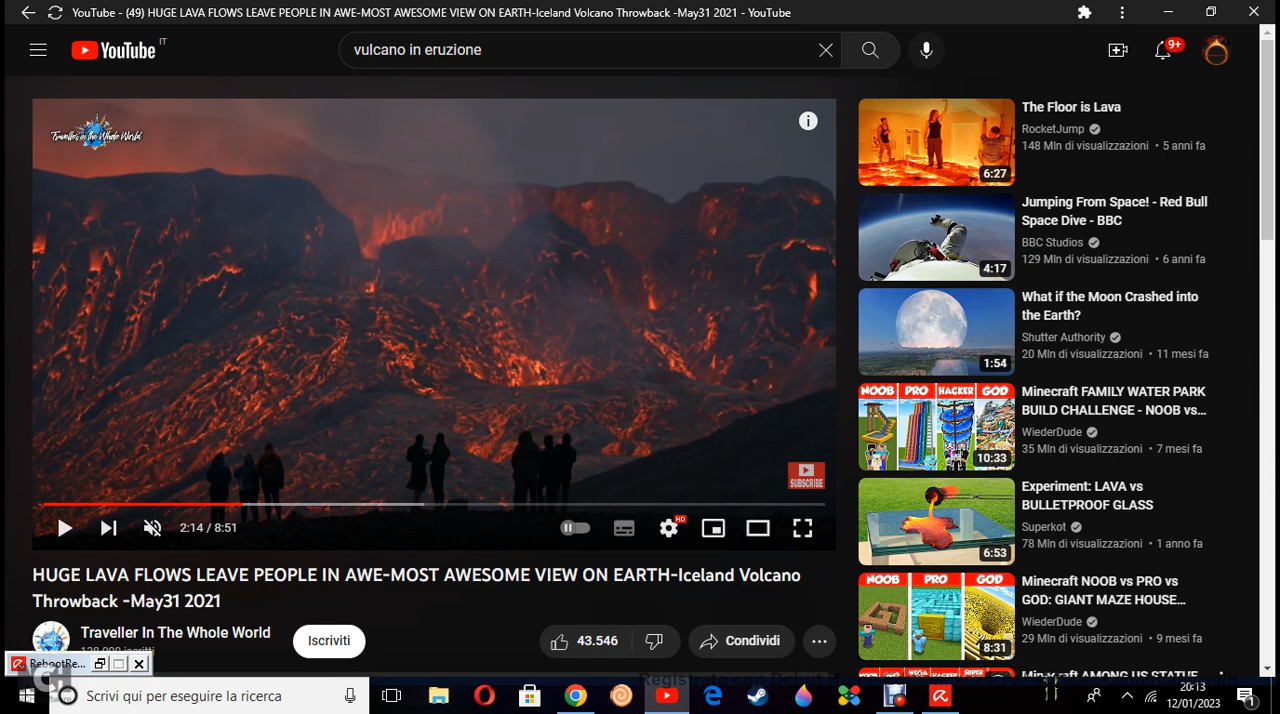 YouTube - (49) HUGE LAVA FLOWS LEAVE PEOPLE IN AWE-MOST AWESOME VIEW ON EARTH-Iceland Volcano Throwback -May31 2021 - YouTube
YouTube IT
vulcano in eruzione
9+
Traveller in the Whole World
SUBSCRIBE
2:14 / 8:51
HD
HUGE LAVA FLOWS LEAVE PEOPLE IN AWE-MOST AWESOME VIEW ON EARTH-Iceland Volcano
Throwback -May31 2021
Traveller In The Whole World
Iscriviti
43.546
Condividi
The Floor is Lava
RocketJump
148 Mln di visualizzazioni • 5 anni fa
6:27
Jumping From Space! - Red Bull
Space Dive - BBC
BBC Studios
129 Mln di visualizzazioni • 6 anni fa
4:17
What if the Moon Crashed into
the Earth?
Shutter Authority
20 Mln di visualizzazioni • 11 mesi fa
1:54
NOOB PRO HACKER GOD
Minecraft FAMILY WATER PARK
BUILD CHALLENGE - NOOB vs...
WiederDude
35 Mln di visualizzazioni • 7 mesi fa
10:33
Experiment: LAVA vs
BULLETPROOF GLASS
Superkot
78 Mln di visualizzazioni • 1 anno fa
6:53
NOOB PRO GOD
Minecraft NOOB vs PRO vs
GOD: GIANT MAZE HOUSE...
WiederDude
29 Mln di visualizzazioni • 9 mesi fa
8:31
Minecraft AMONG US STATUE
RebootRe...
Registrato con Debut
Scrivi qui per eseguire la ricerca
20:13
12/01/2023
1